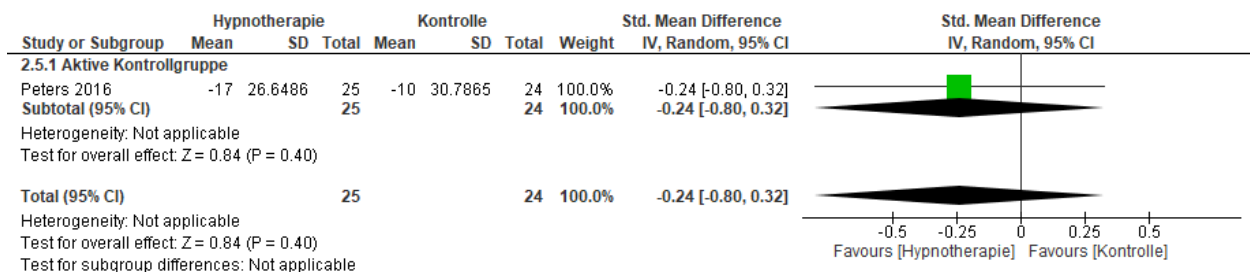 Hypnotherapie Kontrolle Std. Mean Difference Std. Mean Difference
Study or Subgroup Mean SD Total Mean SD Total Weight IV, Random, 95% CI IV, Random, 95% CI
2.5.1 Aktive Kontrollgruppe
Peters 2016 -17 26.6486 25 -10 30.7865 24 100.0% -0.24 [-0.80, 0.32]
Subtotal (95% CI) 25 24 100.0% -0.24 [-0.80, 0.32]
Heterogeneity: Not applicable
Test for overall effect: Z = 0.84 (P = 0.40)
Total (95% CI) 25 24 100.0% -0.24 [-0.80, 0.32]
Heterogeneity: Not applicable
Test for overall effect: Z = 0.84 (P = 0.40)
Test for subgroup differences: Not applicable
-0.5 -0.25 0 0.25 0.5
Favours [Hypnotherapie] Favours [Kontrolle]